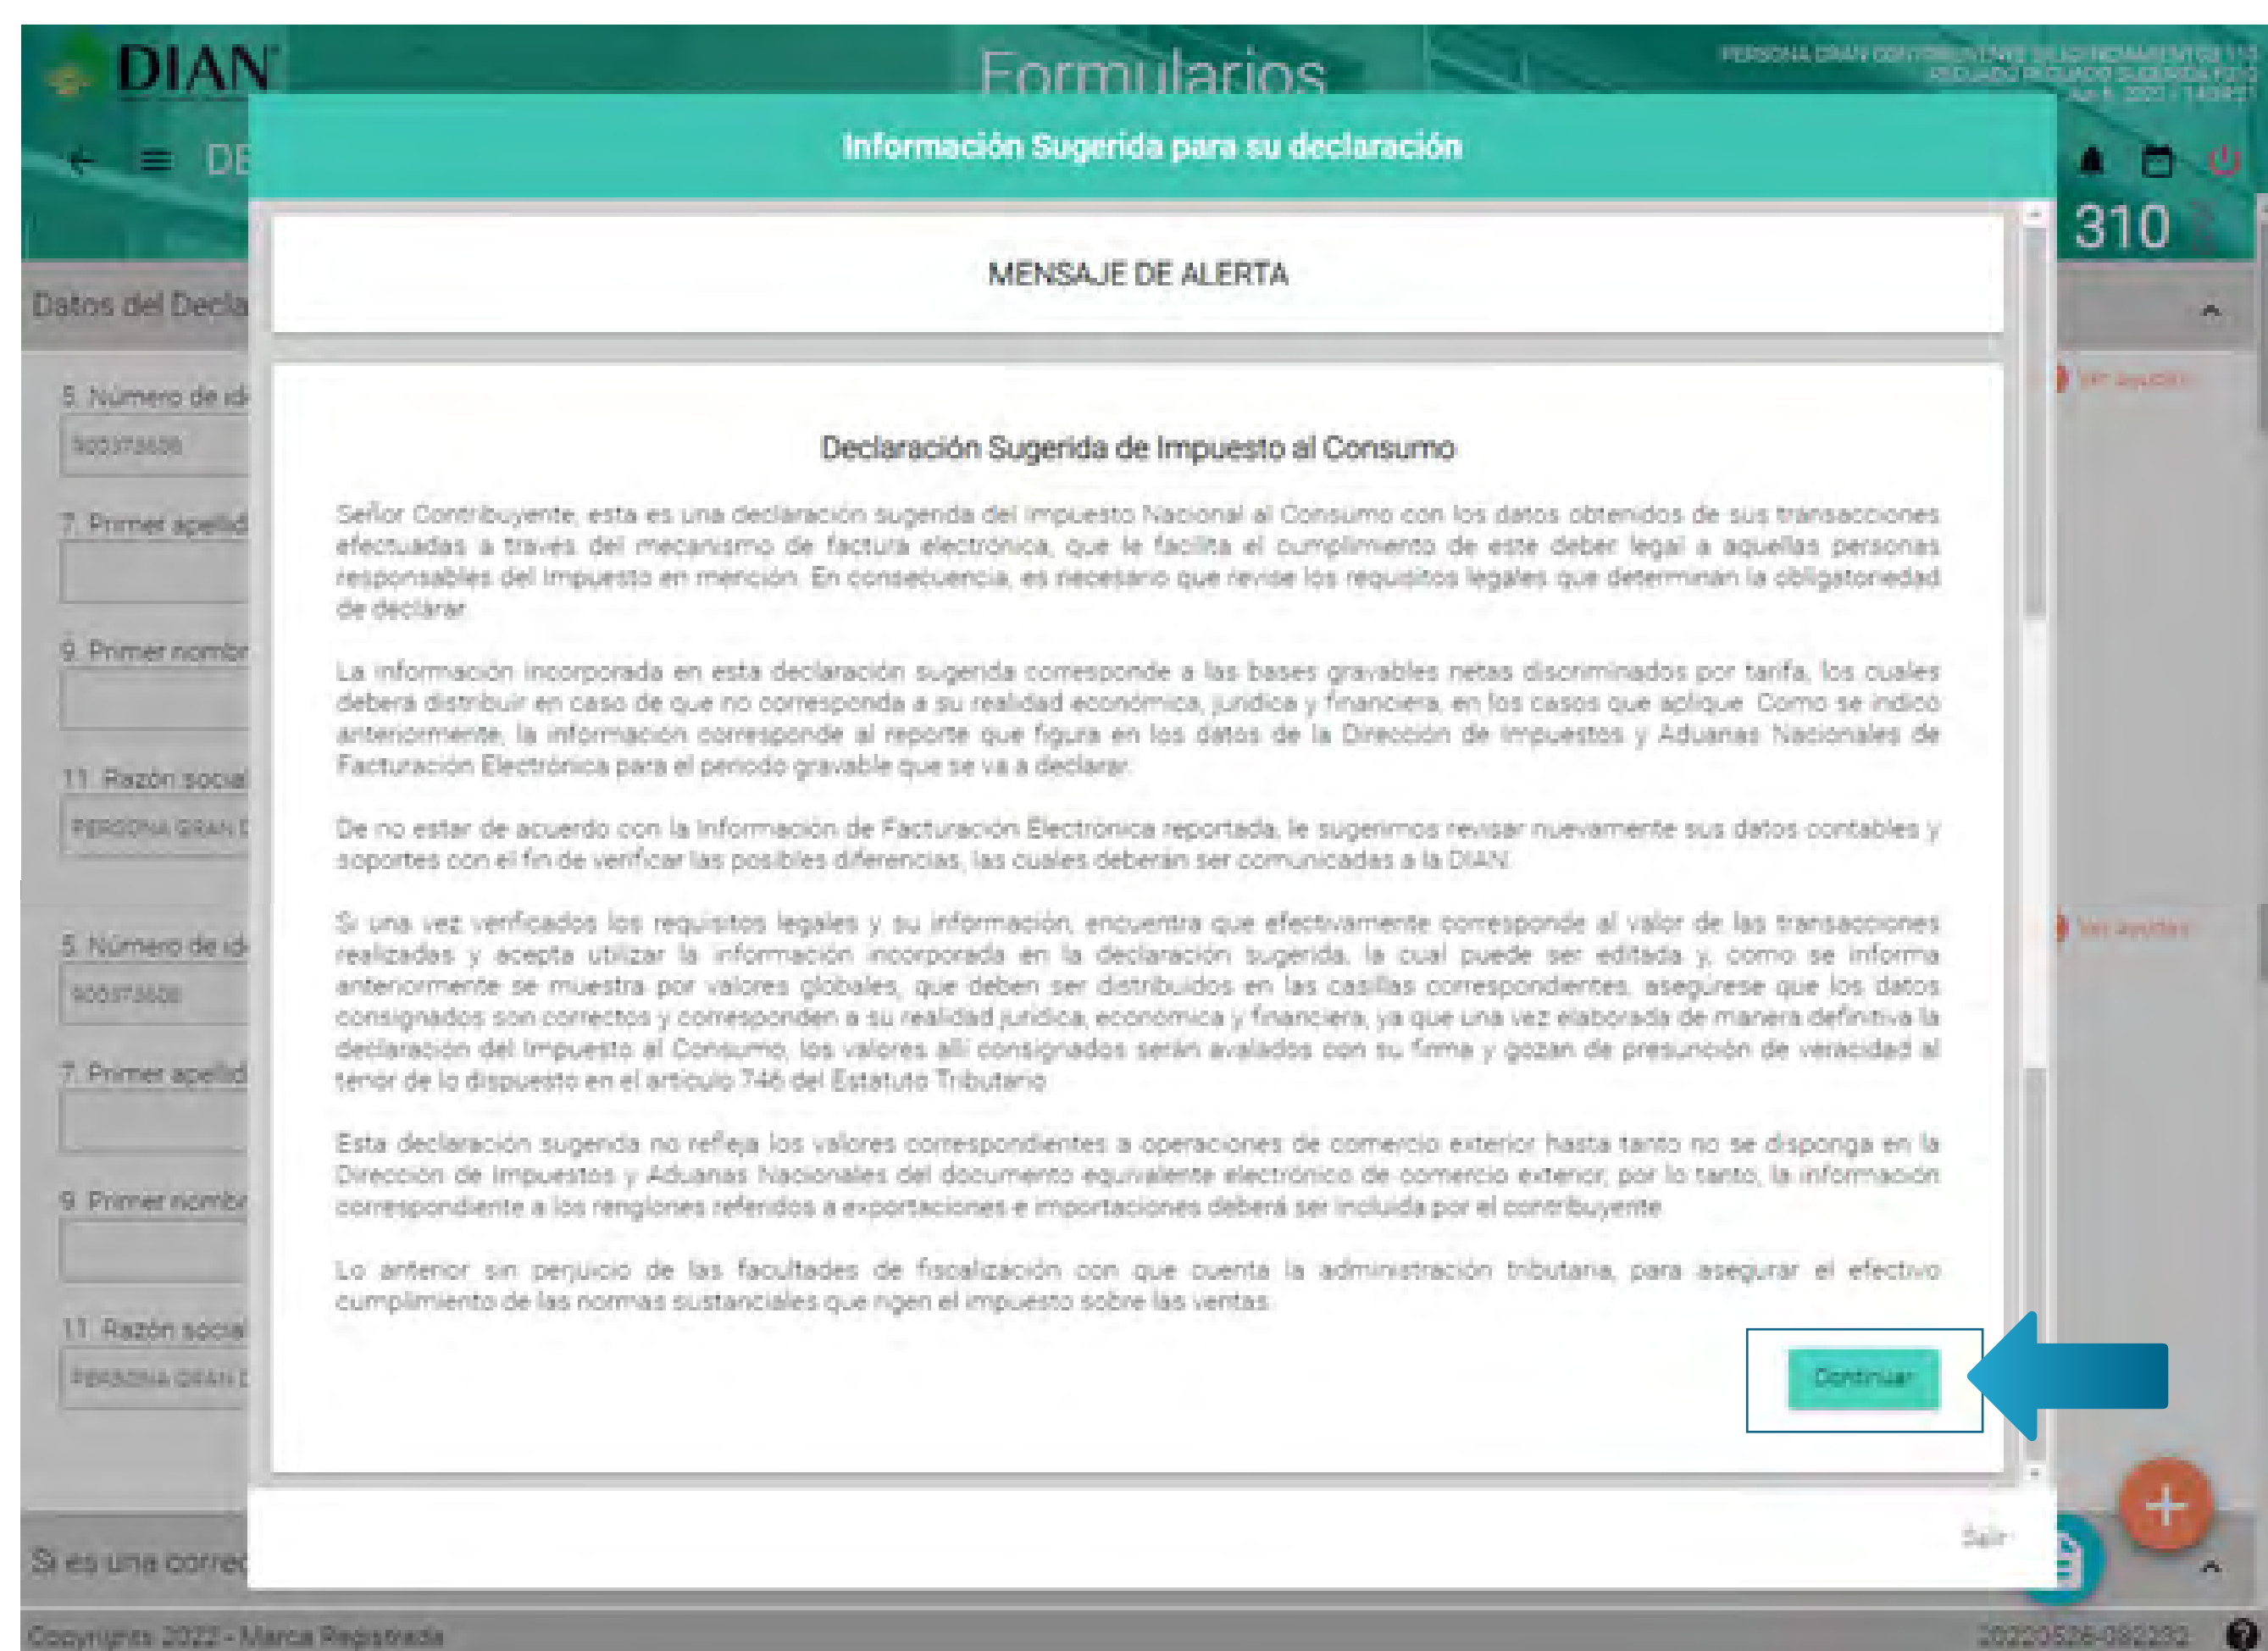 DIAN
Formularios
DE
310
Información Sugerida para su declaración
MENSAJE DE ALERTA
Datos del Decla
5. Número de ide
7. Primer apellid
9. Primer nombr
11. Razón social
PERSONA GRAN C
5. Número de ide
7. Primer apellid
9. Primer nombr
11. Razón social
PERSONA GRAN C
Ver ayudas
Ver ayudas
Declaración Sugerida de Impuesto al Consumo
Señor Contribuyente, esta es una declaración sugerida del Impuesto Nacional al Consumo con los datos obtenidos de sus transacciones
efectuadas a través del mecanismo de factura electrónica, que le facilita el cumplimiento de este deber legal a aquellas personas
responsables del Impuesto en mención. En consecuencia, es necesario que revise los requisitos legales que determinan la obligatoriedad
de declarar.
La información incorporada en esta declaración sugerida corresponde a las bases gravables netas discriminados por tarifa, los cuales
deberá distribuir en caso de que no corresponda a su realidad económica, jurídica y financiera, en los casos que aplique. Como se indicó
anteriormente, la información corresponde al reporte que figura en los datos de la Dirección de Impuestos y Aduanas Nacionales de
Facturación Electrónica para el periodo gravable que se va a declarar.
De no estar de acuerdo con la Información de Facturación Electrónica reportada, le sugerimos revisar nuevamente sus datos contables y
soportes con el fin de verificar las posibles diferencias, las cuales deberán ser comunicadas a la DIAN.
Si una vez verificados los requisitos legales y su información, encuentra que efectivamente corresponde al valor de las transacciones
realizadas y acepta utilizar la información incorporada en la declaración sugerida, la cual puede ser editada y, como se informa
anteriormente se muestra por valores globales, que deben ser distribuidos en las casillas correspondientes, asegúrese que los datos
consignados son correctos y corresponden a su realidad jurídica, económica y financiera, ya que una vez elaborada de manera definitiva la
declaración del Impuesto al Consumo, los valores allí consignados serán avalados con su firma y gozan de presunción de veracidad al
tenor de lo dispuesto en el artículo 746 del Estatuto Tributario.
Esta declaración sugerida no refleja los valores correspondientes a operaciones de comercio exterior hasta tanto no se disponga en la
Dirección de Impuestos y Aduanas Nacionales del documento equivalente electrónico de comercio exterior, por lo tanto, la información
correspondiente a los renglones referidos a exportaciones e importaciones deberá ser incluida por el contribuyente.
Lo anterior sin perjuicio de las facultades de fiscalización con que cuenta la administración tributaria, para asegurar el efectivo
cumplimiento de las normas sustanciales que rigen el impuesto sobre las ventas.
Continuar
Salir
Si es una correc
Copyrights 2022 - Marca Registrada